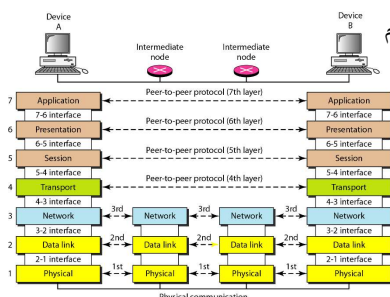 Device
A
Device
B
Intermediate
node
Intermediate
node
7 Application Peer-to-peer protocol (7th layer) Application
7-6 interface 7-6 interface
6 Presentation Peer-to-peer protocol (6th layer) Presentation
6-5 interface 6-5 interface
5 Session Peer-to-peer protocol (5th layer) Session
5-4 interface 5-4 interface
4 Transport Peer-to-peer protocol (4th layer) Transport
4-3 interface 4-3 interface
3 Network 3rd Network 3rd Network 3rd Network
3-2 interface 3-2 interface
2 Data link 2nd Data link 2nd Data link 2nd Data link
2-1 interface 2-1 interface
1 Physical 1st Physical 1st Physical 1st Physical
Physical communication